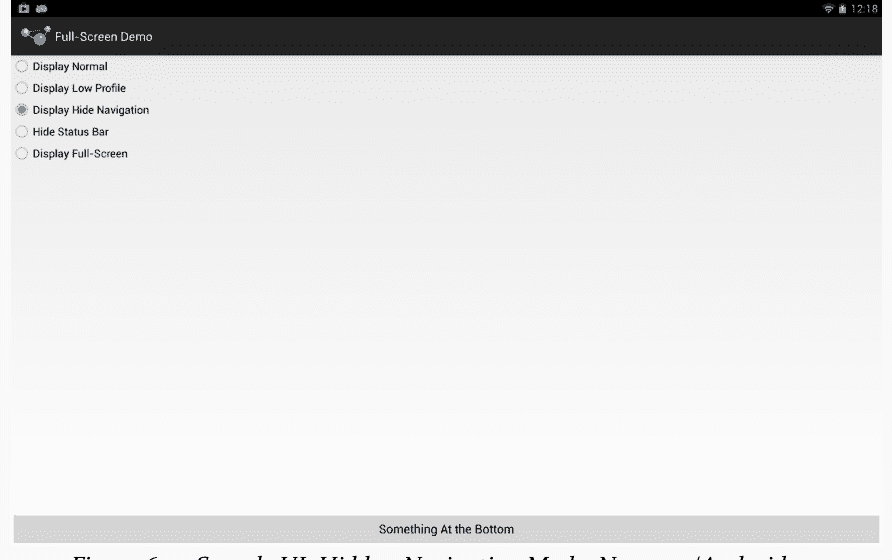 12:18
Full-Screen Demo
Display Normal
Display Low Profile
Display Hide Navigation
Hide Status Bar
Display Full-Screen
Something At the Bottom